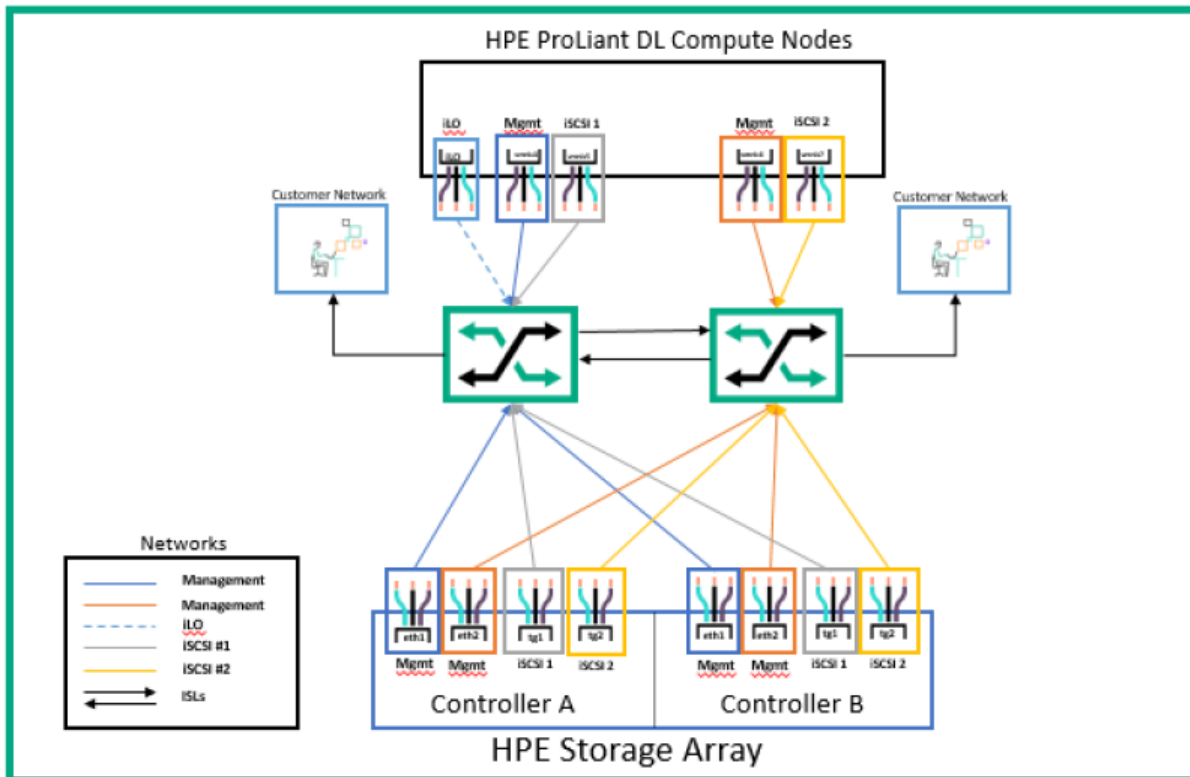 HPE ProLiant DL Compute Nodes
iLO
Mgmt
iSCSI 1
Mgmt
iSCSI 2
iLO
Customer Network
Customer Network
Networks
Management
Management
iLO
iSCSI #1
iSCSI #2
ISLs
eth1
eth2
tg1
tg2
eth1
eth2
tg1
tg2
Mgmt
Mgmt
iSCSI 1
iSCSI 2
Mgmt
Mgmt
iSCSI 1
iSCSI 2
Controller A
Controller B
HPE Storage Array